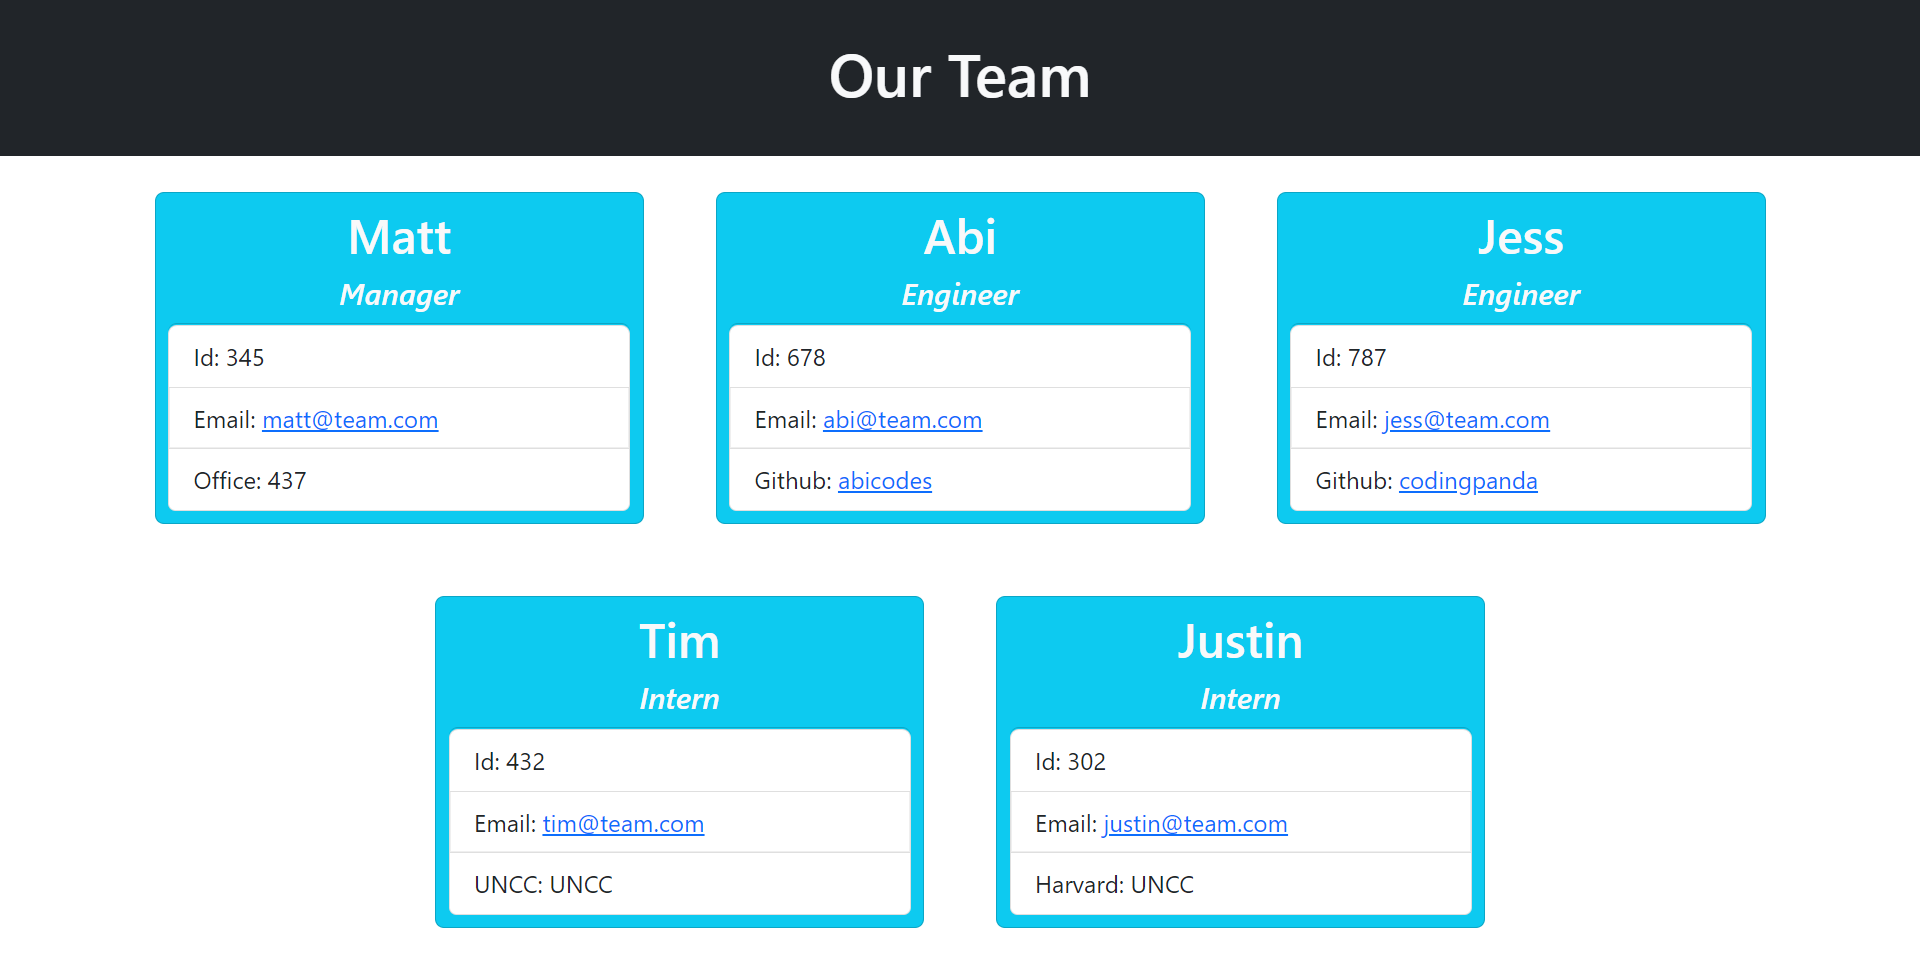 Our Team
Matt
Manager
Id: 345
Email: matt@team.com
Office: 437
Abi
Engineer
Id: 678
Email: abi@team.com
Github: abicodes
Jess
Engineer
Id: 787
Email: jess@team.com
Github: codingpanda
Tim
Intern
Id: 432
Email: tim@team.com
UNCC: UNCC
Justin
Intern
Id: 302
Email: justin@team.com
Harvard: UNCC